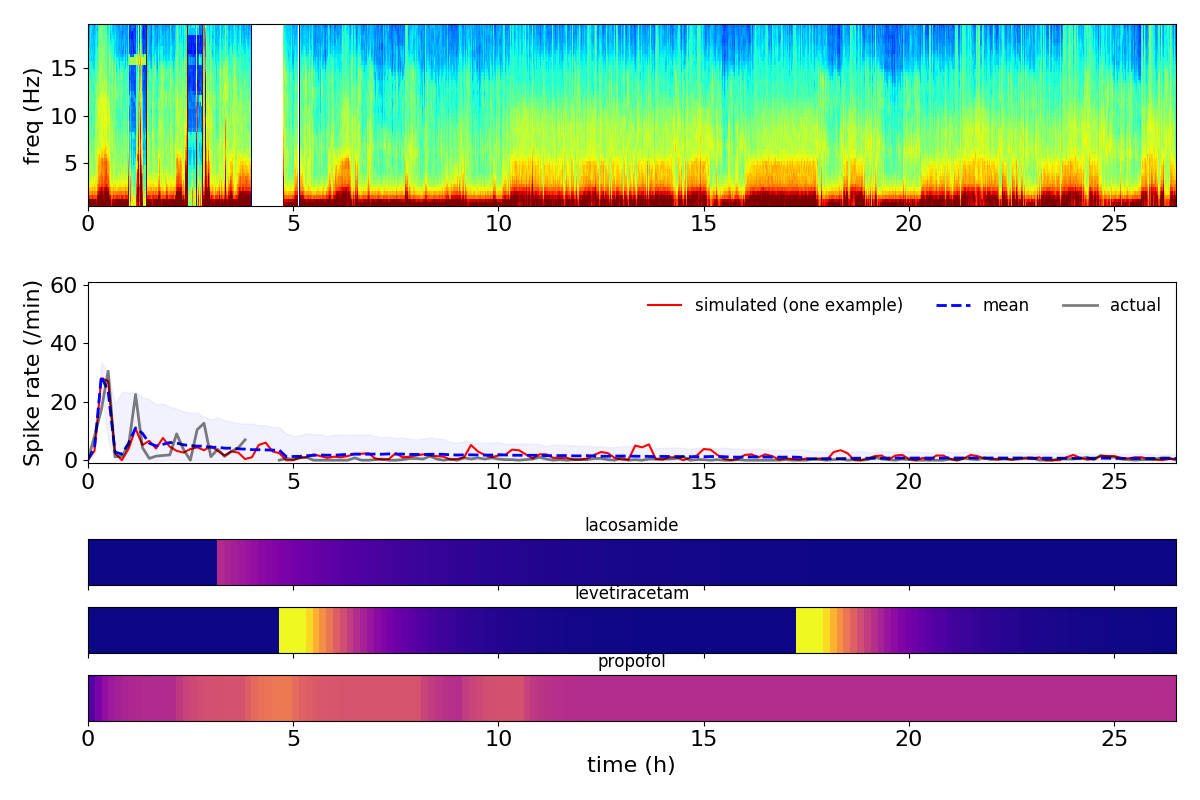 freq (Hz)
15
10
5
0 5 10 15 20 25
Spike rate (/min)
60
40
20
0
simulated (one example) mean actual
0 5 10 15 20 25
lacosamide
levetiracetam
propofol
0 5 10 15 20 25
time (h)